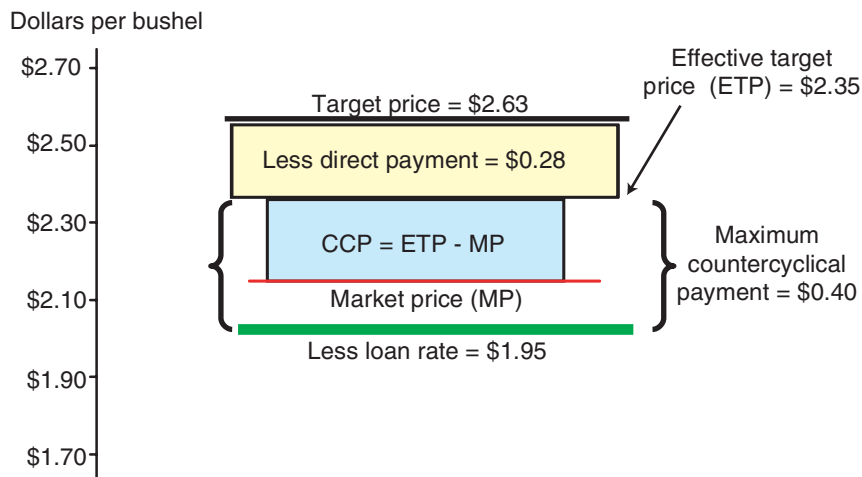 Dollars per bushel
$2.70
$2.50
$2.30
$2.10
$1.90
$1.70
Effective target
price (ETP) = $2.35
Target price = $2.63
Less direct payment = $0.28
CCP = ETP - MP
Market price (MP)
Less loan rate = $1.95
Maximum
countercyclical
payment = $0.40